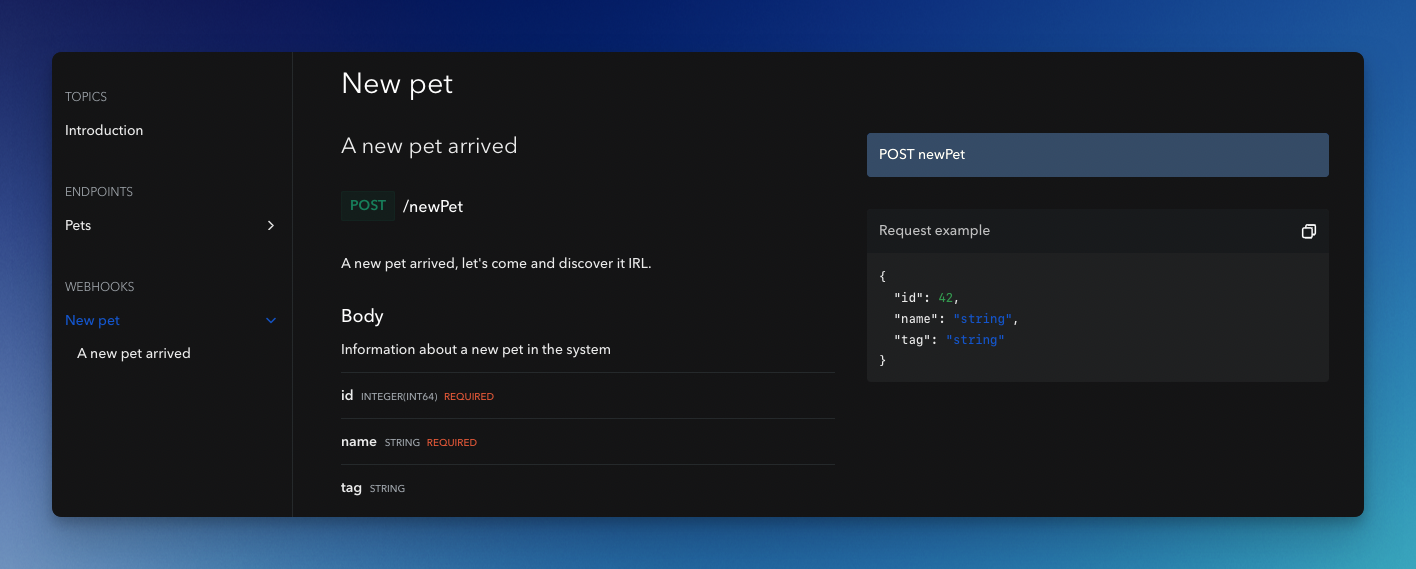 TOPICS
Introduction
ENDPOINTS
Pets
WEBHOOKS
New pet
A new pet arrived
New pet
A new pet arrived
POST /newPet
A new pet arrived, let's come and discover it IRL.
Body
Information about a new pet in the system
id INTEGER(INT64) REQUIRED
name STRING REQUIRED
tag STRING
POST newPet
Request example
{
  "id": 42,
  "name": "string",
  "tag": "string"
}